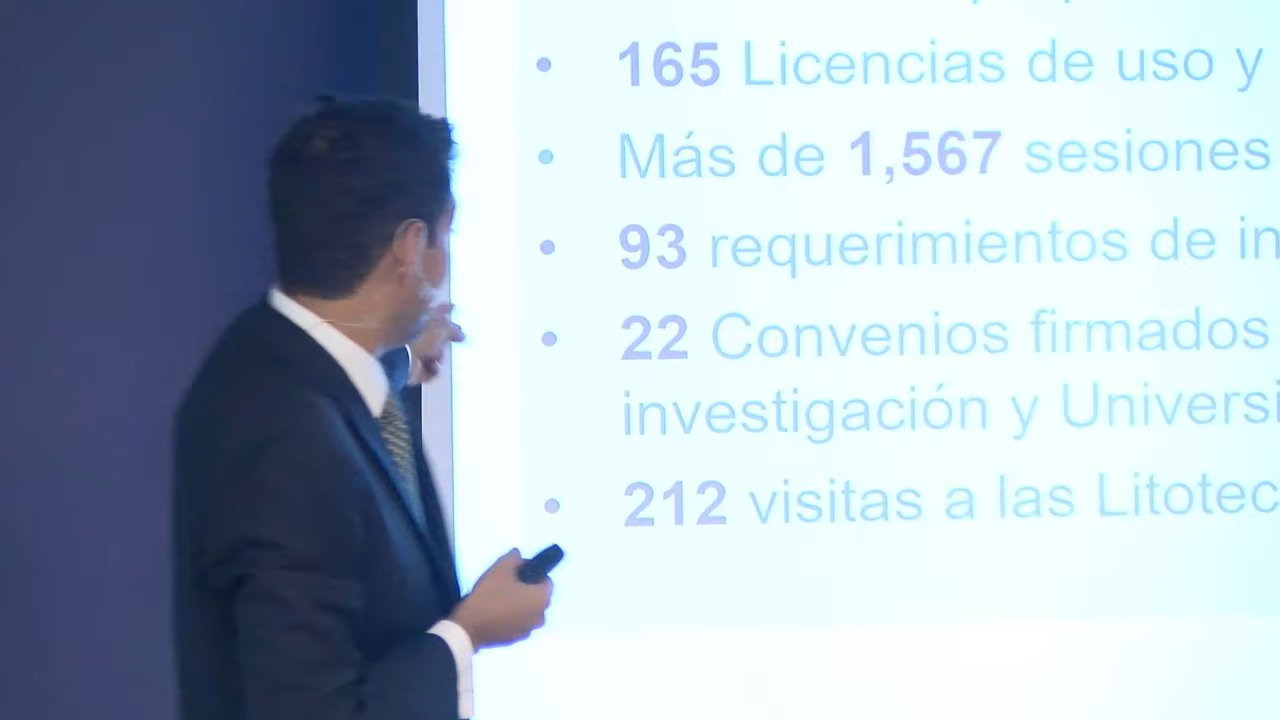 • 165 Licencias de uso y
• Más de 1,567 sesiones
• 93 requerimientos de in
• 22 Convenios firmados
investigación y Universi
• 212 visitas a las Litotec